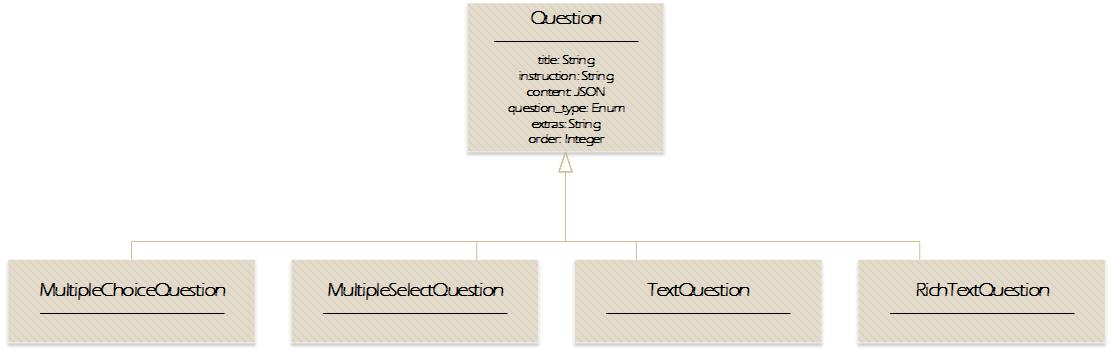 Question
title: String
instruction: String
content: JSON
question_type: Enum
extras: String
order: Integer
MultipleChoiceQuestion
MultipleSelectQuestion
TextQuestion
RichTextQuestion